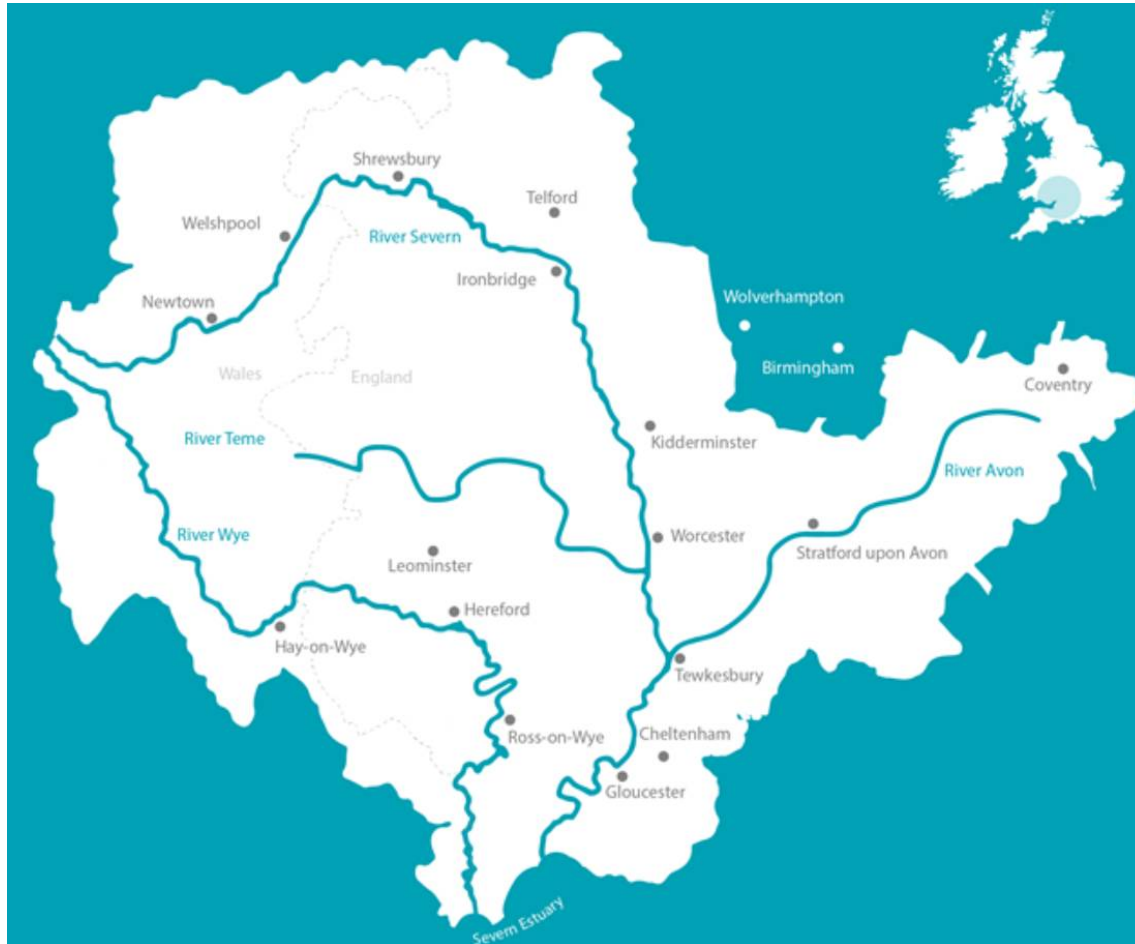 Shrewsbury
Telford
Welshpool
River Severn
Ironbridge
Newtown
Wolverhampton
Birmingham
Wales
England
Coventry
River Teme
Kidderminster
River Avon
River Wye
Worcester
Stratford upon Avon
Leominster
Hereford
Hay-on-Wye
Tewkesbury
Ross-on-Wye
Cheltenham
Gloucester
Severn Estuary